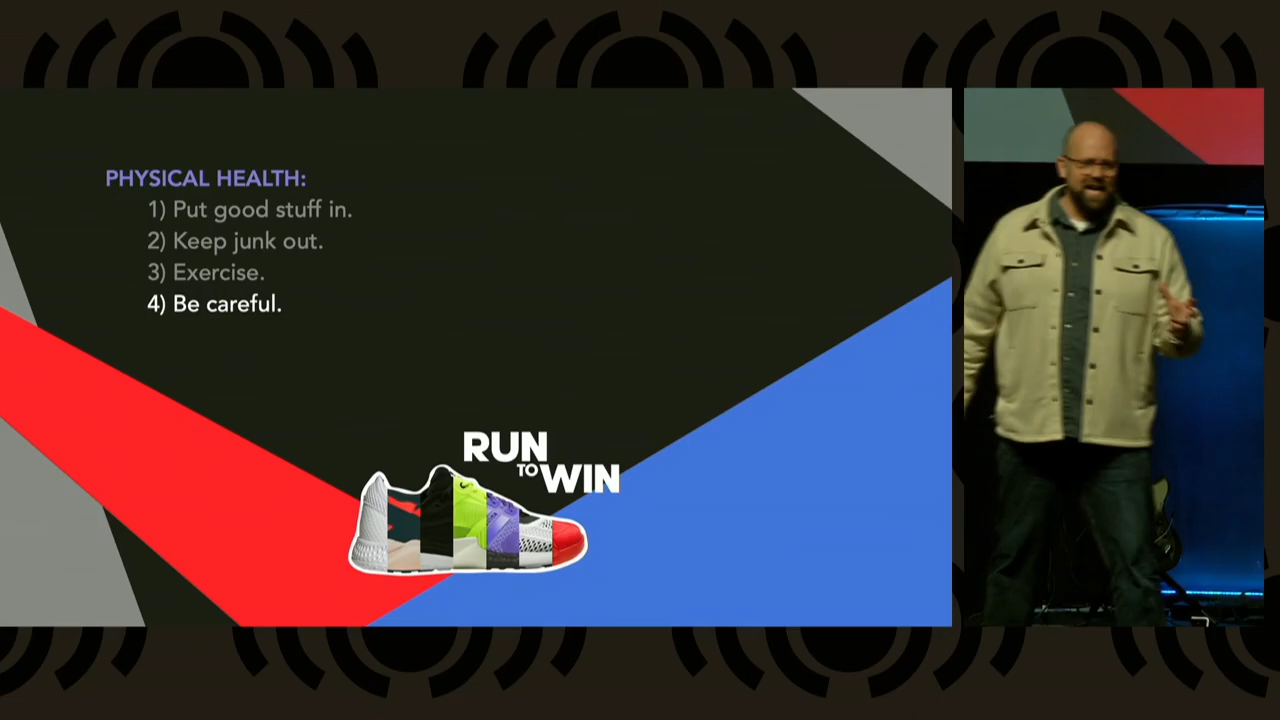 PHYSICAL HEALTH:
1) Put good stuff in.
2) Keep junk out.
3) Exercise.
4) Be careful.
RUN
TO WIN